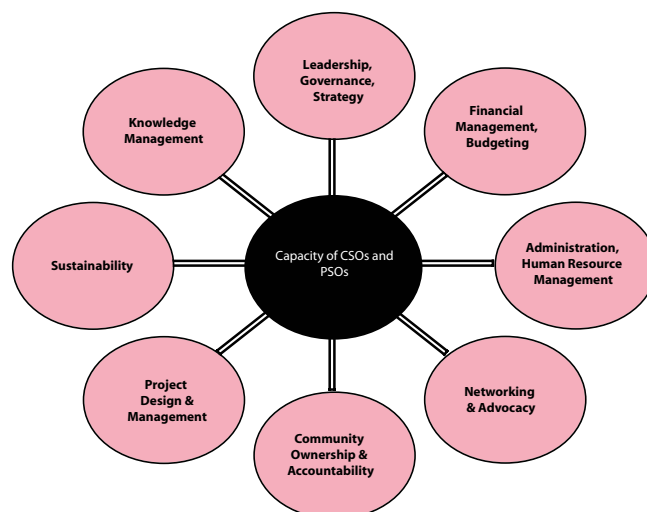 Leadership,
Governance,
Strategy
Financial
Management,
Budgeting
Administration,
Human Resource
Management
Networking
& Advocacy
Community
Ownership &
Accountability
Project
Design &
Management
Sustainability
Knowledge
Management
Capacity of CSOs and
PSOs